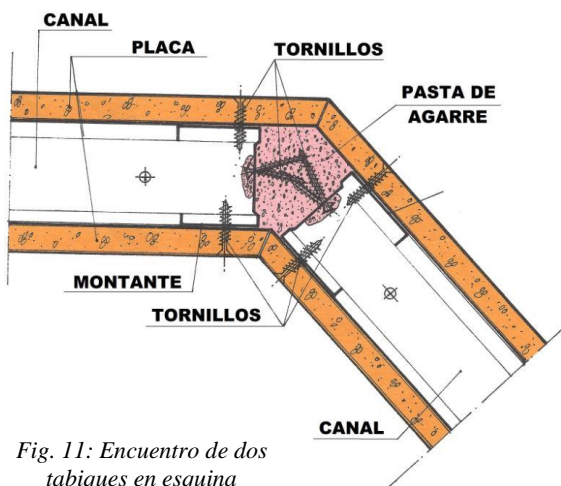 CANAL
PLACA
TORNILLOS
PASTA DE
AGARRE
MONTANTE
TORNILLOS
CANAL
Fig. 11: Encuentro de dos
tabiques en esquina